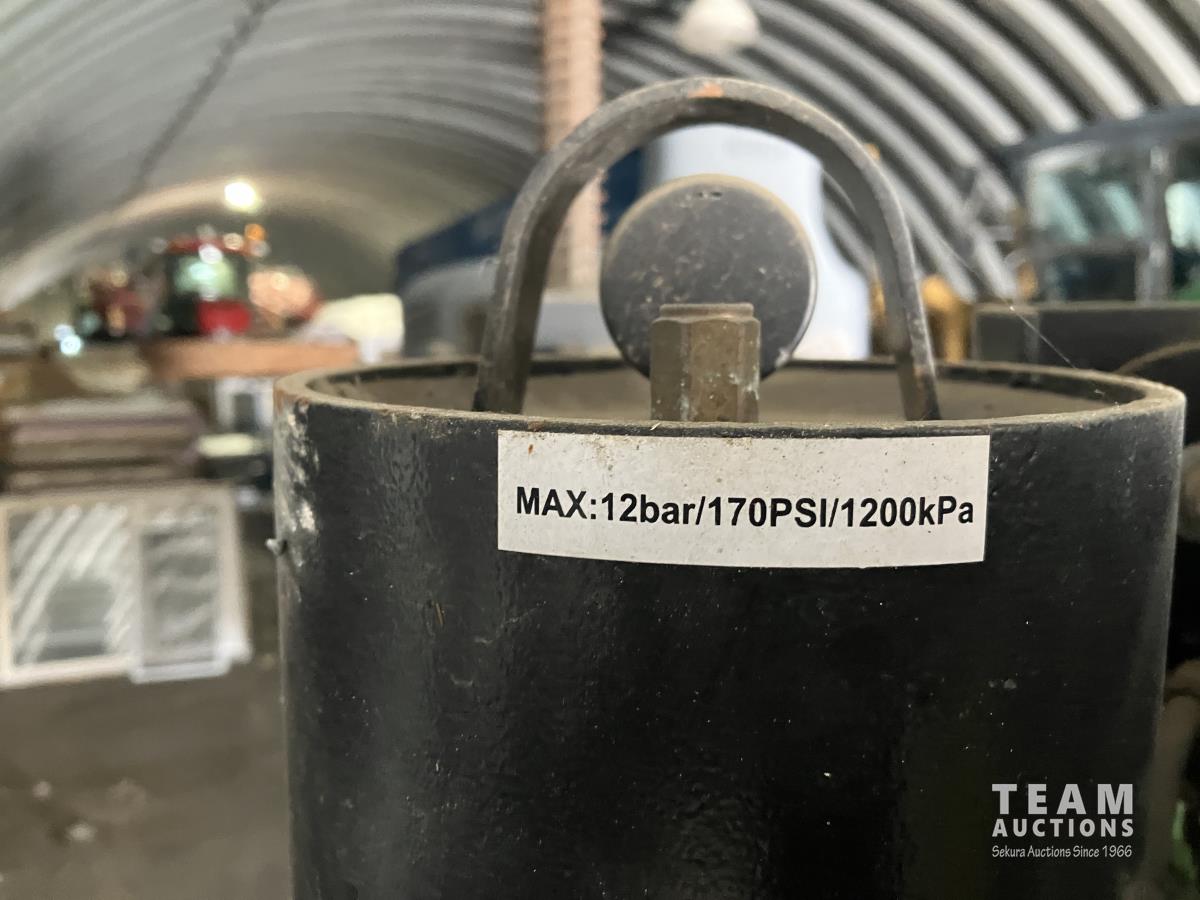 MAX:12bar/170PSI/1200kPa
TEAM
AUCTIONS
Sekura Auctions Since 1966